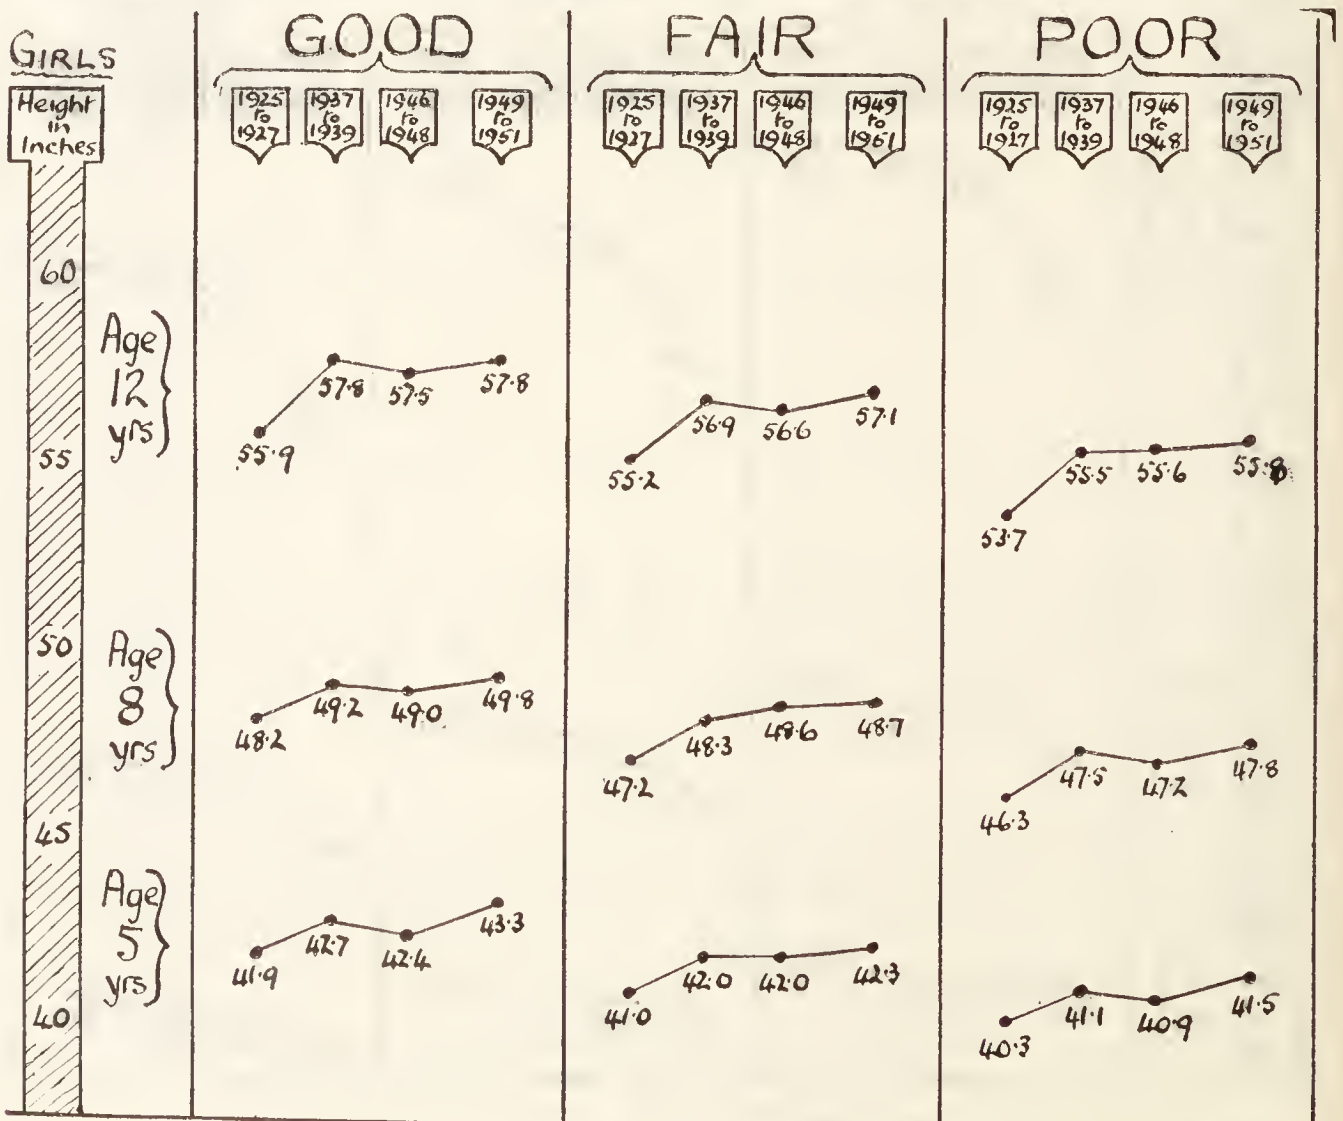 GIRLS
Height
in
Inches
GOOD
FAIR
POOR
1925
to
1927
1937
to
1939
1946
to
1948
1949
to
1951
1925
to
1927
1937
to
1939
1946
to
1948
1949
to
1961
1925
to
1927
1937
to
1939
1946
to
1948
1949
to
1951
60
55
50
45
40
Age
12
yrs
55·9
57·8
57·5
57·8
55·2
56·9
56·6
57·1
53·7
55·5
55·6
55·8
Age
8
yrs
48·2
49·2
49·0
49·8
47·2
48·3
48·6
48·7
46·3
47·5
47·2
47·8
Age
5
yrs
41·9
42·7
42·4
43·3
41·0
42·0
42·0
42·3
40·3
41·1
40·9
41·5